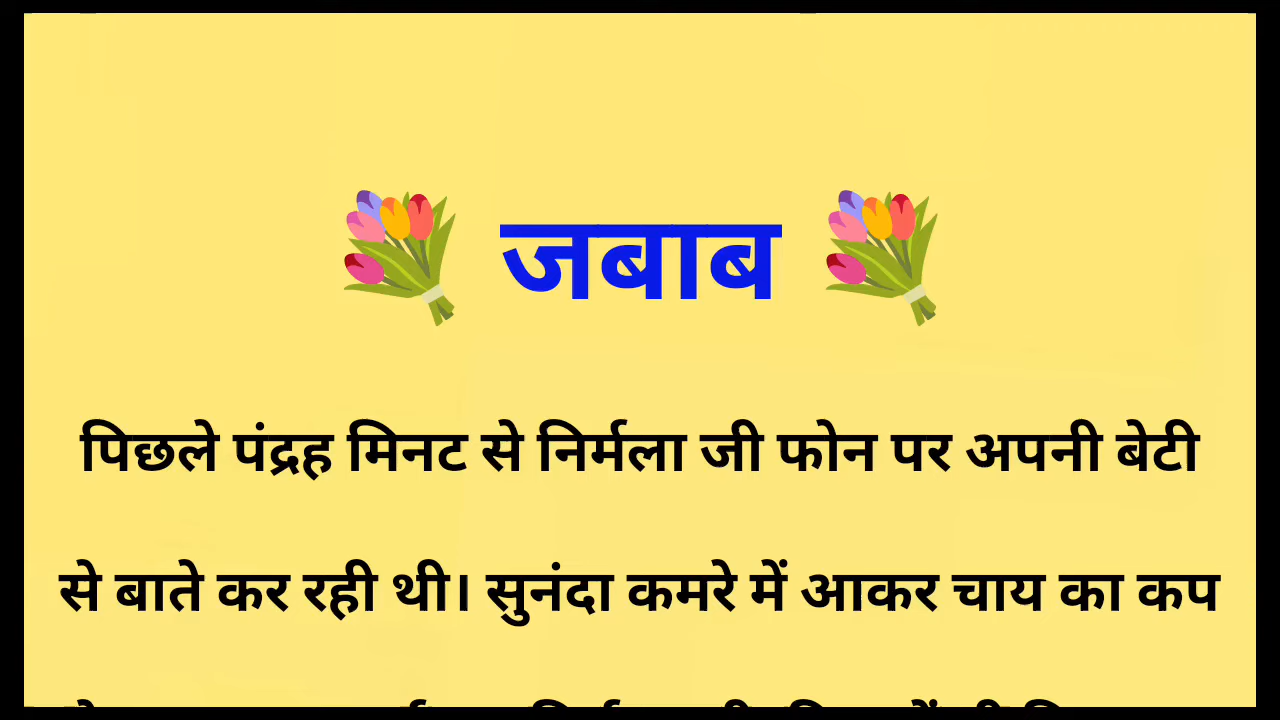 💐 जबाब 💐
पिछले पंद्रह मिनट से निर्मला जी फोन पर अपनी बेटी
से बाते कर रही थी। सुनंदा कमरे में आकर चाय का कप